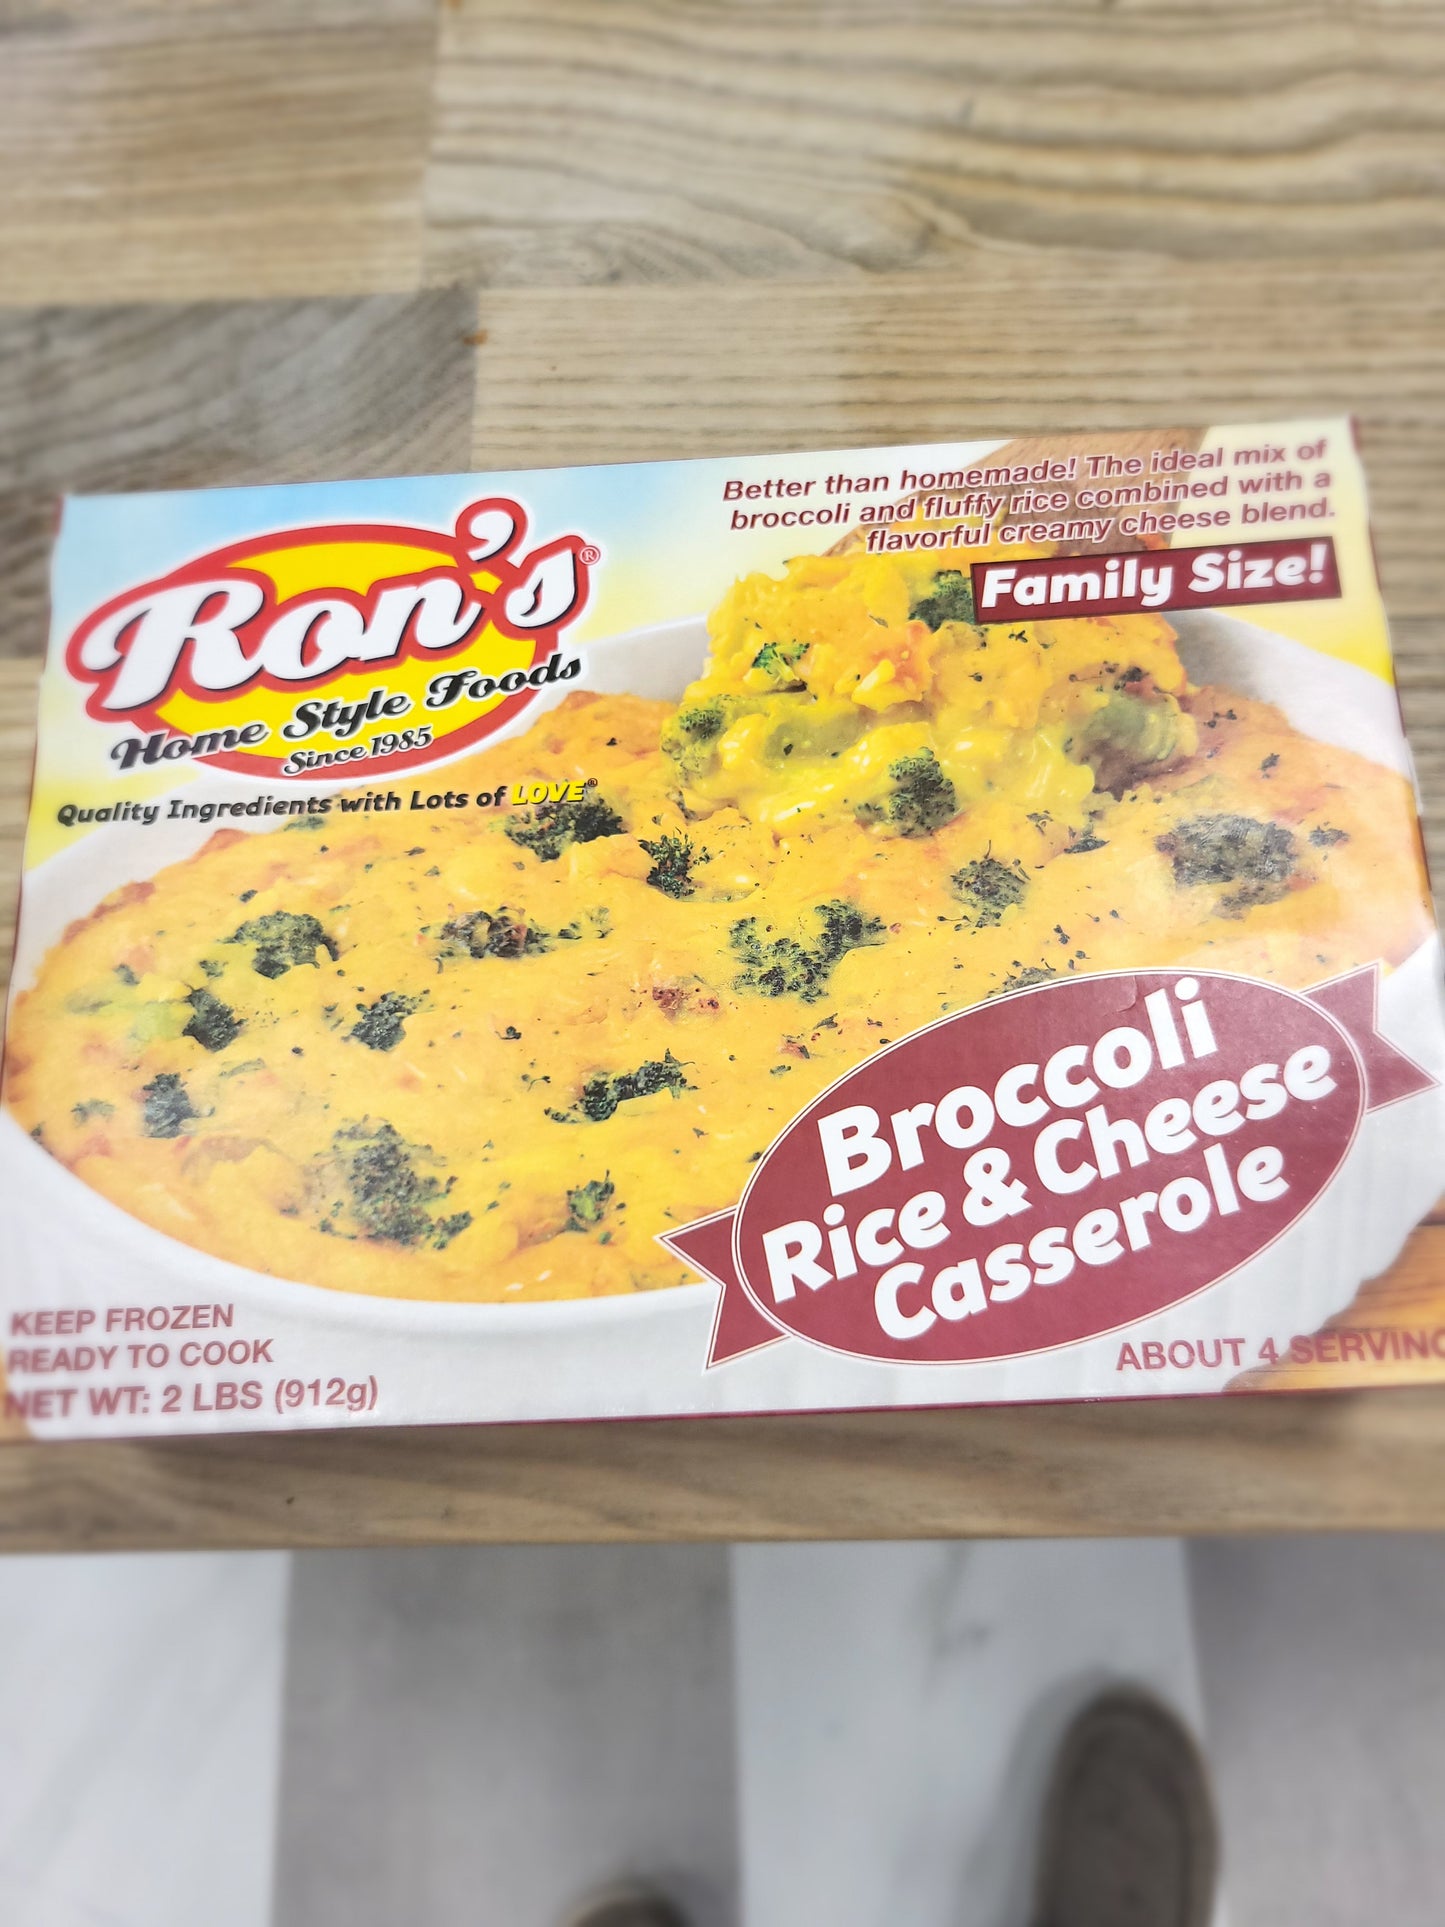 Better than homemade! The ideal mix of
broccoli and fluffy rice combined with a
flavorful creamy cheese blend.
Family Size!
Ron's®
Home Style Foods
Since 1985
Quality Ingredients with Lots of LOVE®
Broccoli
Rice & Cheese
Casserole
KEEP FROZEN
READY TO COOK
NET WT: 2 LBS (912g)
ABOUT 4 SERVING